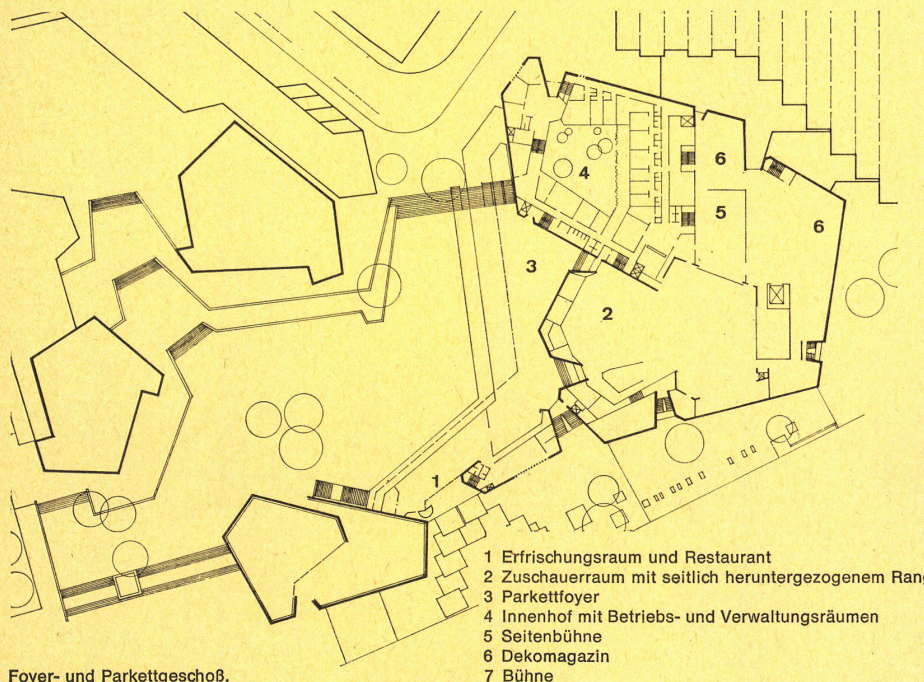 6
4
5
6
3
2
1
1 Erfrischungsraum und Restaurant
2 Zuschauerraum mit seitlich heruntergezogenem Rang
3 Parkettfoyer
4 Innenhof mit Betriebs- und Verwaltungsräumen
5 Seitenbühne
6 Dekomagazin
7 Bühne
Foyer- und Parkettgeschoß.